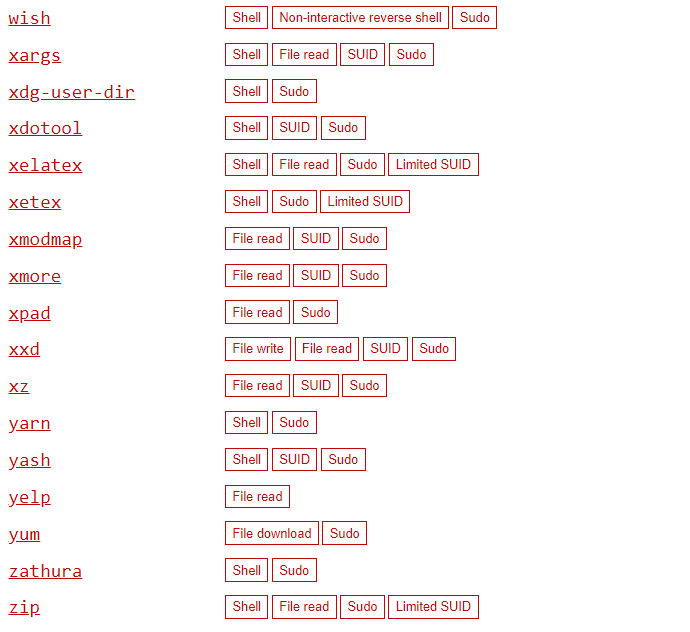 wish Shell Non-interactive reverse shell Sudo
xargs Shell File read SUID Sudo
xdg-user-dir Shell Sudo
xdotool Shell SUID Sudo
xelatex Shell File read Sudo Limited SUID
xetex Shell Sudo Limited SUID
xmodmap File read SUID Sudo
xmore File read SUID Sudo
xpad File read Sudo
xxd File write File read SUID Sudo
xz File read SUID Sudo
yarn Shell Sudo
yash Shell SUID Sudo
yelp File read
yum File download Sudo
zathura Shell Sudo
zip Shell File read Sudo Limited SUID